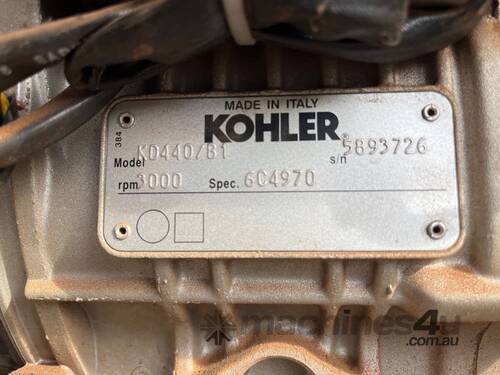 MADE IN ITALY
KOHLER®
384
Model KD440/B1 s/n 5893726
rpm 3000 Spec. 6C4970
machines4u
.com.au